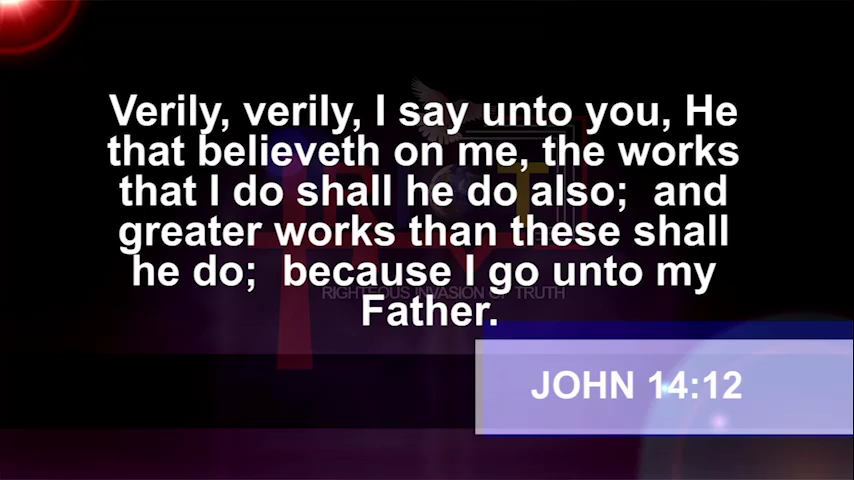 Verily, verily, I say unto you, He
that believeth on me, the works
that I do shall he do also;  and
greater works than these shall
he do;  because I go unto my
RIGHTEOUS INVASION OF TRUTH
Father.
JOHN 14:12